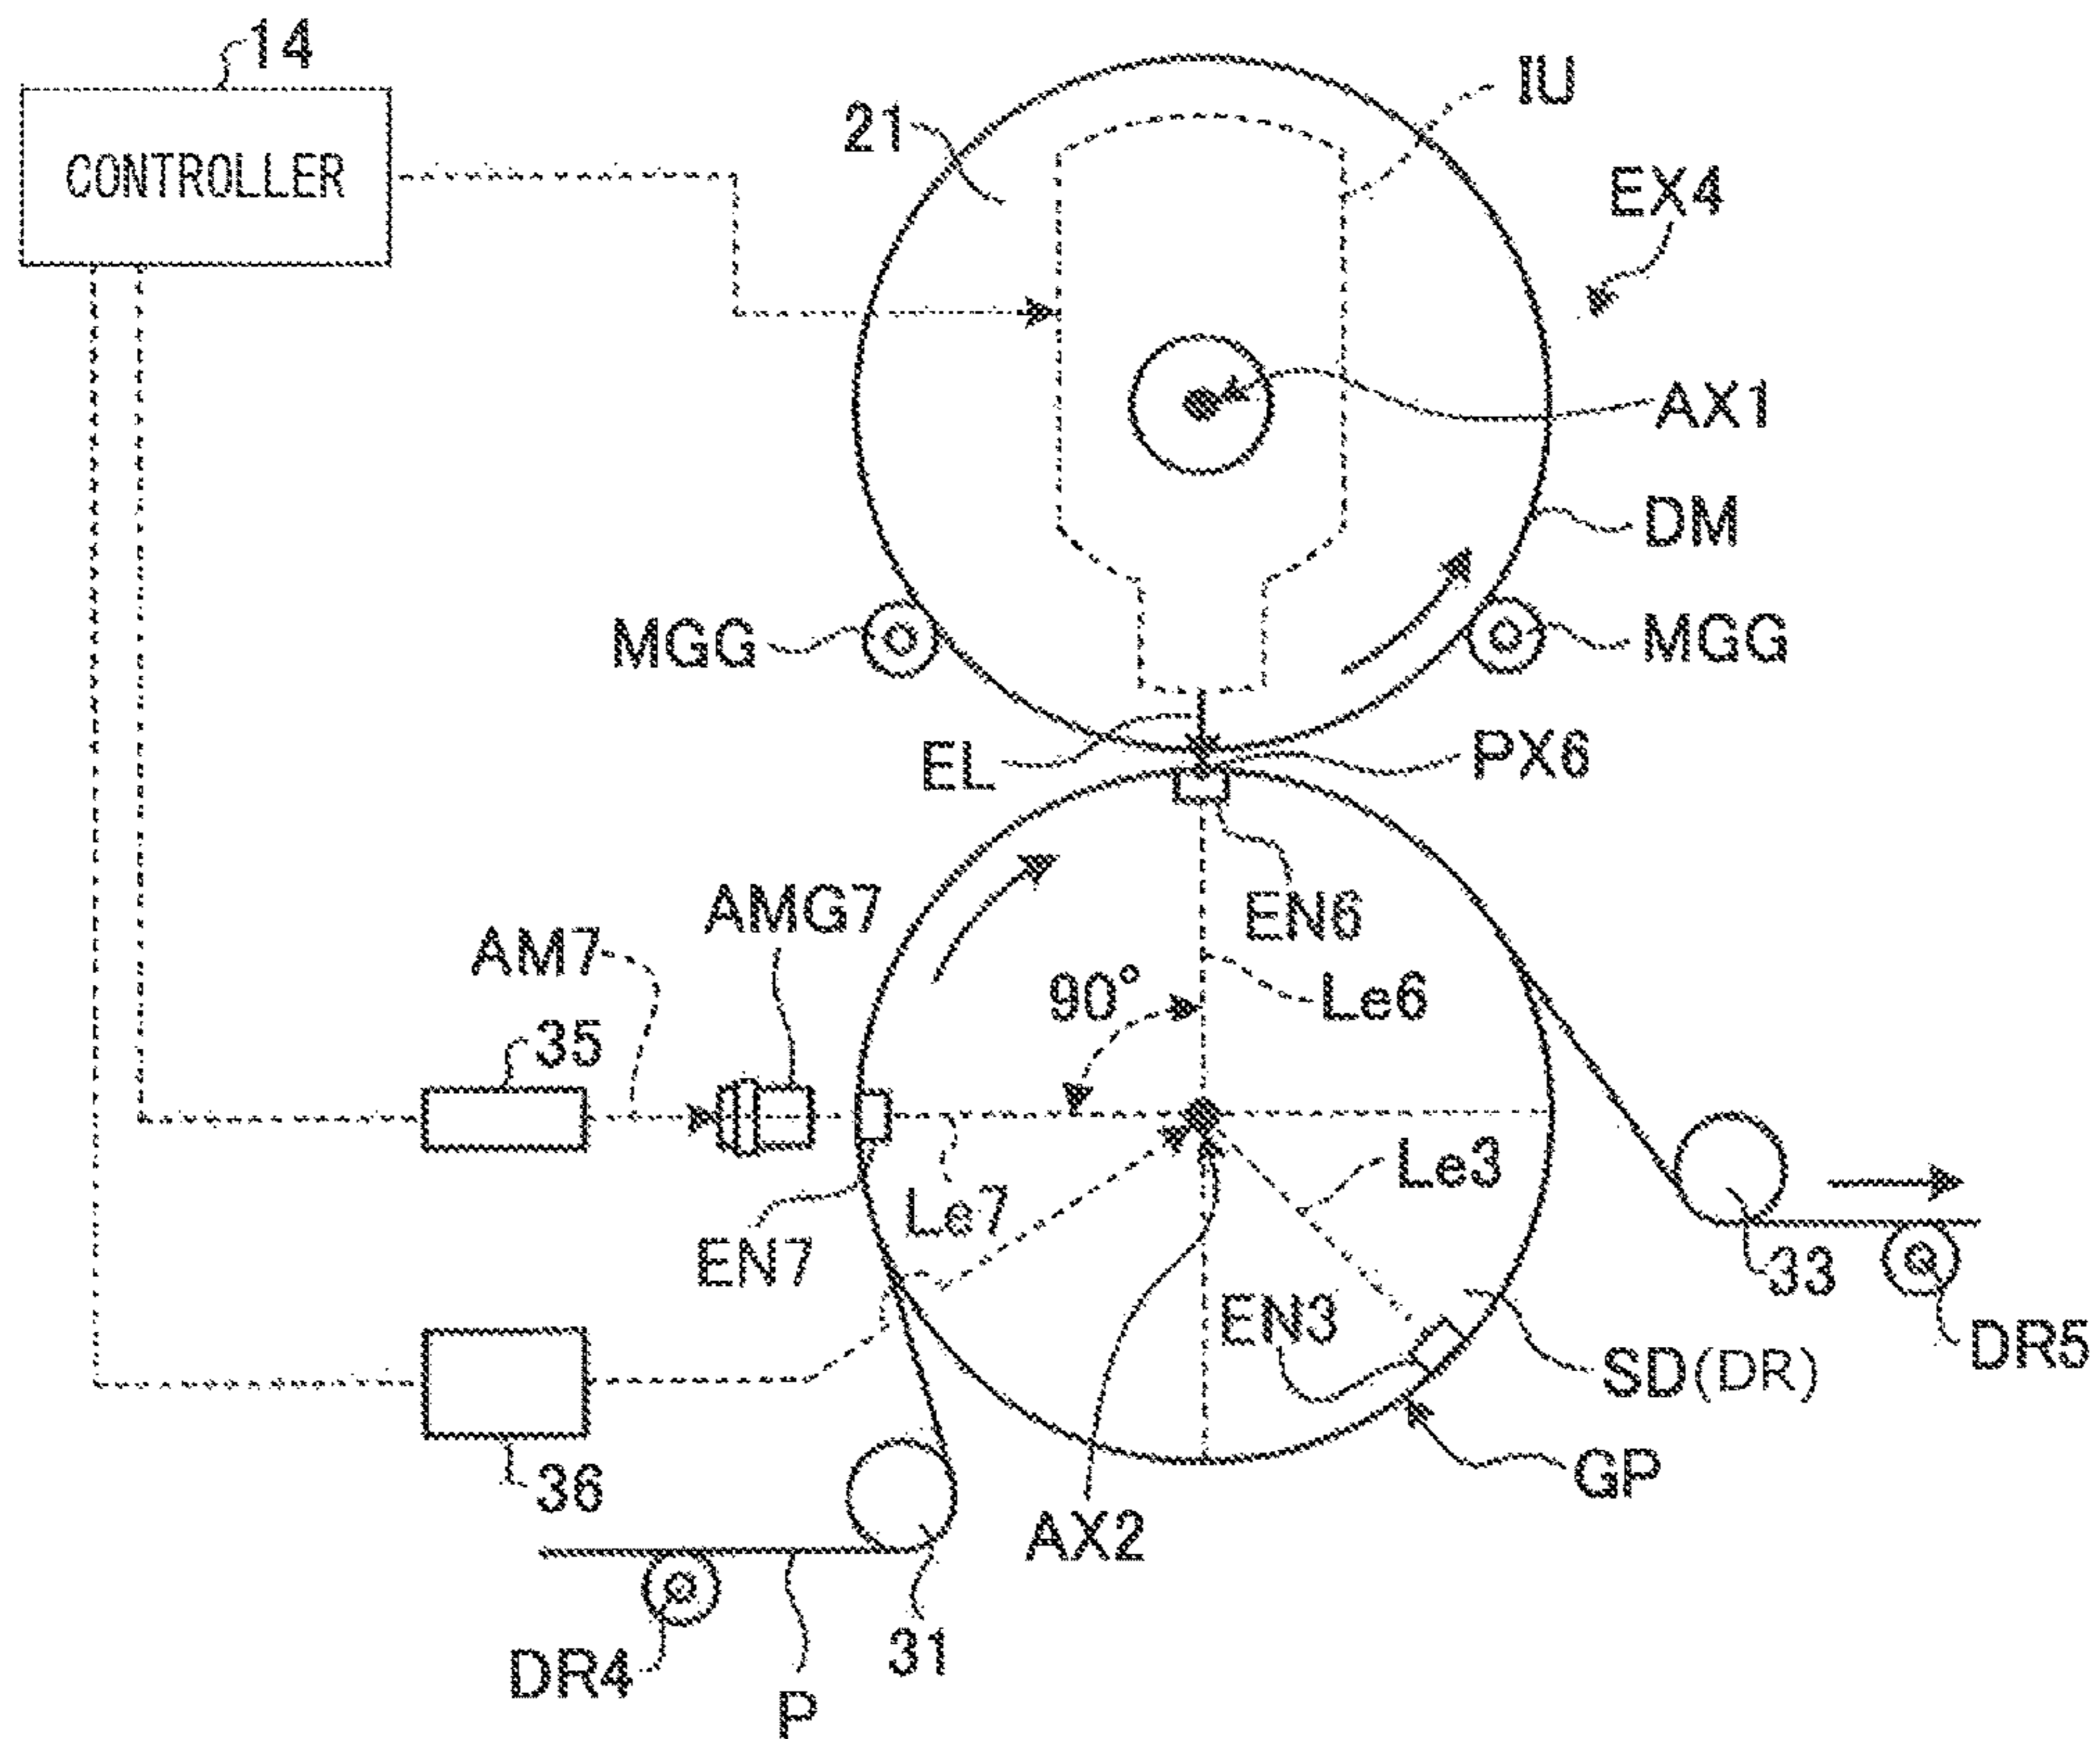 14
CONTROLLER
21
IU
EX4
AX1
DM
MGG
MGG
EL
PX6
EN6
AMG7
AM7
90°
Le6
35
Le7
Le3
EN7
EN3
33
DR5
SD(DR)
36
GP
AX2
31
DR4
P